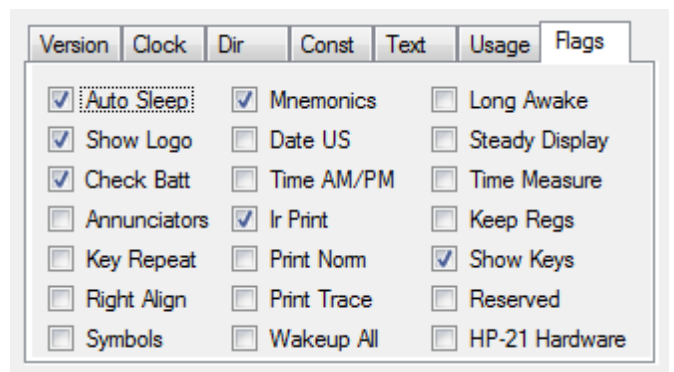 Version Clock Dir Const Text Usage Flags
Auto Sleep Mnemonics Long Awake
Show Logo Date US Steady Display
Check Batt Time AM/PM Time Measure
Annunciators Ir Print Keep Regs
Key Repeat Print Norm Show Keys
Right Align Print Trace Reserved
Symbols Wakeup All HP-21 Hardware